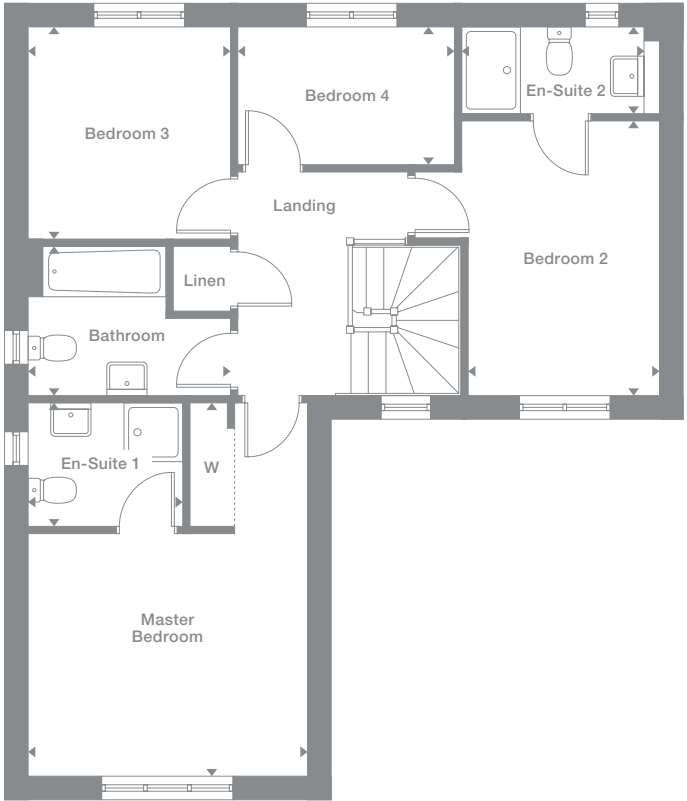 Bedroom 4
En-Suite 2
Bedroom 3
Landing
Bedroom 2
Linen
Bathroom
En-Suite 1
W
Master
Bedroom